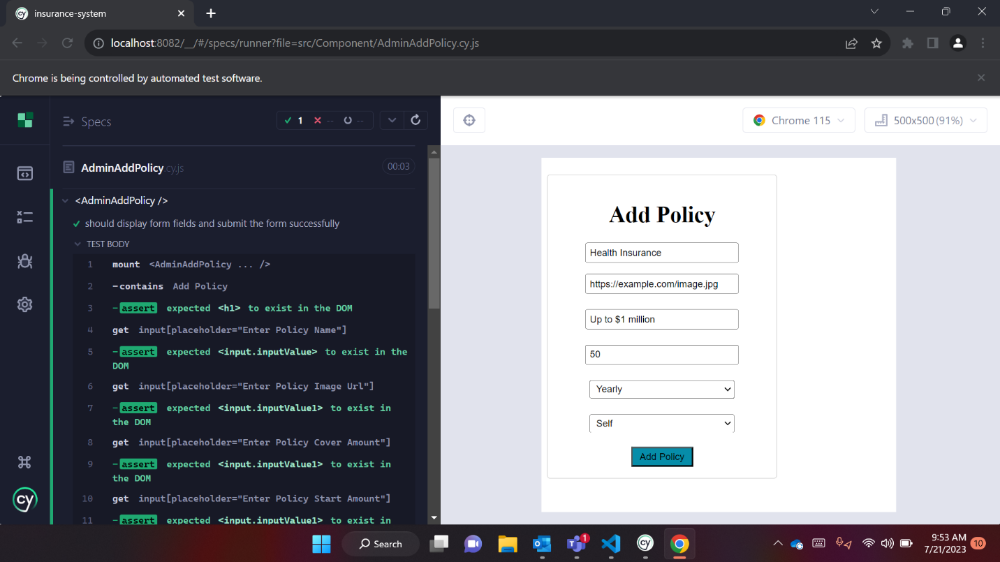 cy insurance-system
localhost:8082/__/#/specs/runner?file=src/Component/AdminAddPolicy.cy.js
Chrome is being controlled by automated test software.
Specs
1 -- --
Chrome 115
500x500 (91%)
AdminAddPolicy.cy.js
00:03
<AdminAddPolicy />
should display form fields and submit the form successfully
TEST BODY
1 mount <AdminAddPolicy ... />
2 -contains Add Policy
3 -assert expected <h1> to exist in the DOM
4 get input[placeholder="Enter Policy Name"]
5 -assert expected <input.inputValue> to exist in the
DOM
6 get input[placeholder="Enter Policy Image Url"]
7 -assert expected <input.inputValue1> to exist in
the DOM
8 get input[placeholder="Enter Policy Cover Amount"]
9 -assert expected <input.inputValue1> to exist in
the DOM
10 get input[placeholder="Enter Policy Start Amount"]
11 -assert expected <input.inputValue1> to exist in
cy
Add Policy
Health Insurance
https://example.com/image.jpg
Up to $1 million
50
Yearly
Self
Add Policy
Search
1
cy
9:53 AM
7/21/2023
10